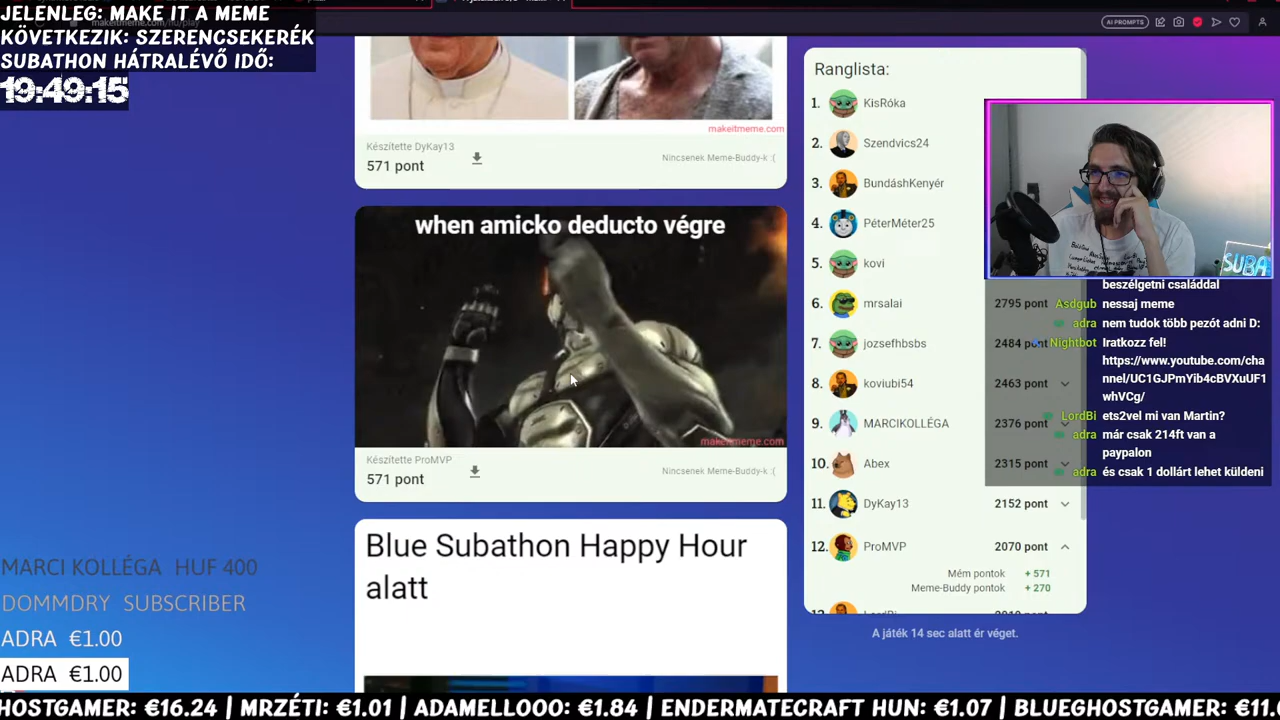 JELENLEG: MAKE IT A MEME
KÖVETKEZIK: SZERENCSEKERÉK
SUBATHON HÁTRALÉVŐ IDŐ:
19:49:15
AI PROMPTS
makeitmeme.com
Készítette DyKay13
571 pont
Nincsenek Meme-Buddy-k :(
when amicko deducto végre
makeitmeme.com
Készítette ProMVP
571 pont
Nincsenek Meme-Buddy-k :(
Blue Subathon Happy Hour
alatt
Ranglista:
1. KisRóka
2. Szendvics24
3. BundáshKenyér
4. PéterMéter25
5. kovi
6. mrsalai 2795 pont
7. jozsefhbsbs 2484 pont
8. koviubi54 2463 pont
9. MARCIKOLLÉGA 2376 pont
10. Abex 2315 pont
11. DyKay13 2152 pont
12. ProMVP 2070 pont
Mém pontok + 571
Meme-Buddy pontok + 270
A játék 14 sec alatt ér véget.
SUBA
beszélgetni családdal
Asdgub nessaj meme
adra nem tudok több pezót adni D:
Nightbot Iratkozz fel!
https://www.youtube.com/cha
nnel/UC1GJPmYib4cBVXuUF1
whVCg/
LordBi ets2vel mi van Martin?
adra már csak 214ft van a
paypalon
adra és csak 1 dollárt lehet küldeni
MARCI KOLLÉGA HUF 400
DOMMDRY SUBSCRIBER
ADRA €1.00
ADRA €1.00
HOSTGAMER: €16.24 | MRZÉTI: €1.01 | ADAMELLOOO: €1.84 | ENDERMATECRAFT HUN: €1.07 | BLUEGHOSTGAMER: €11.